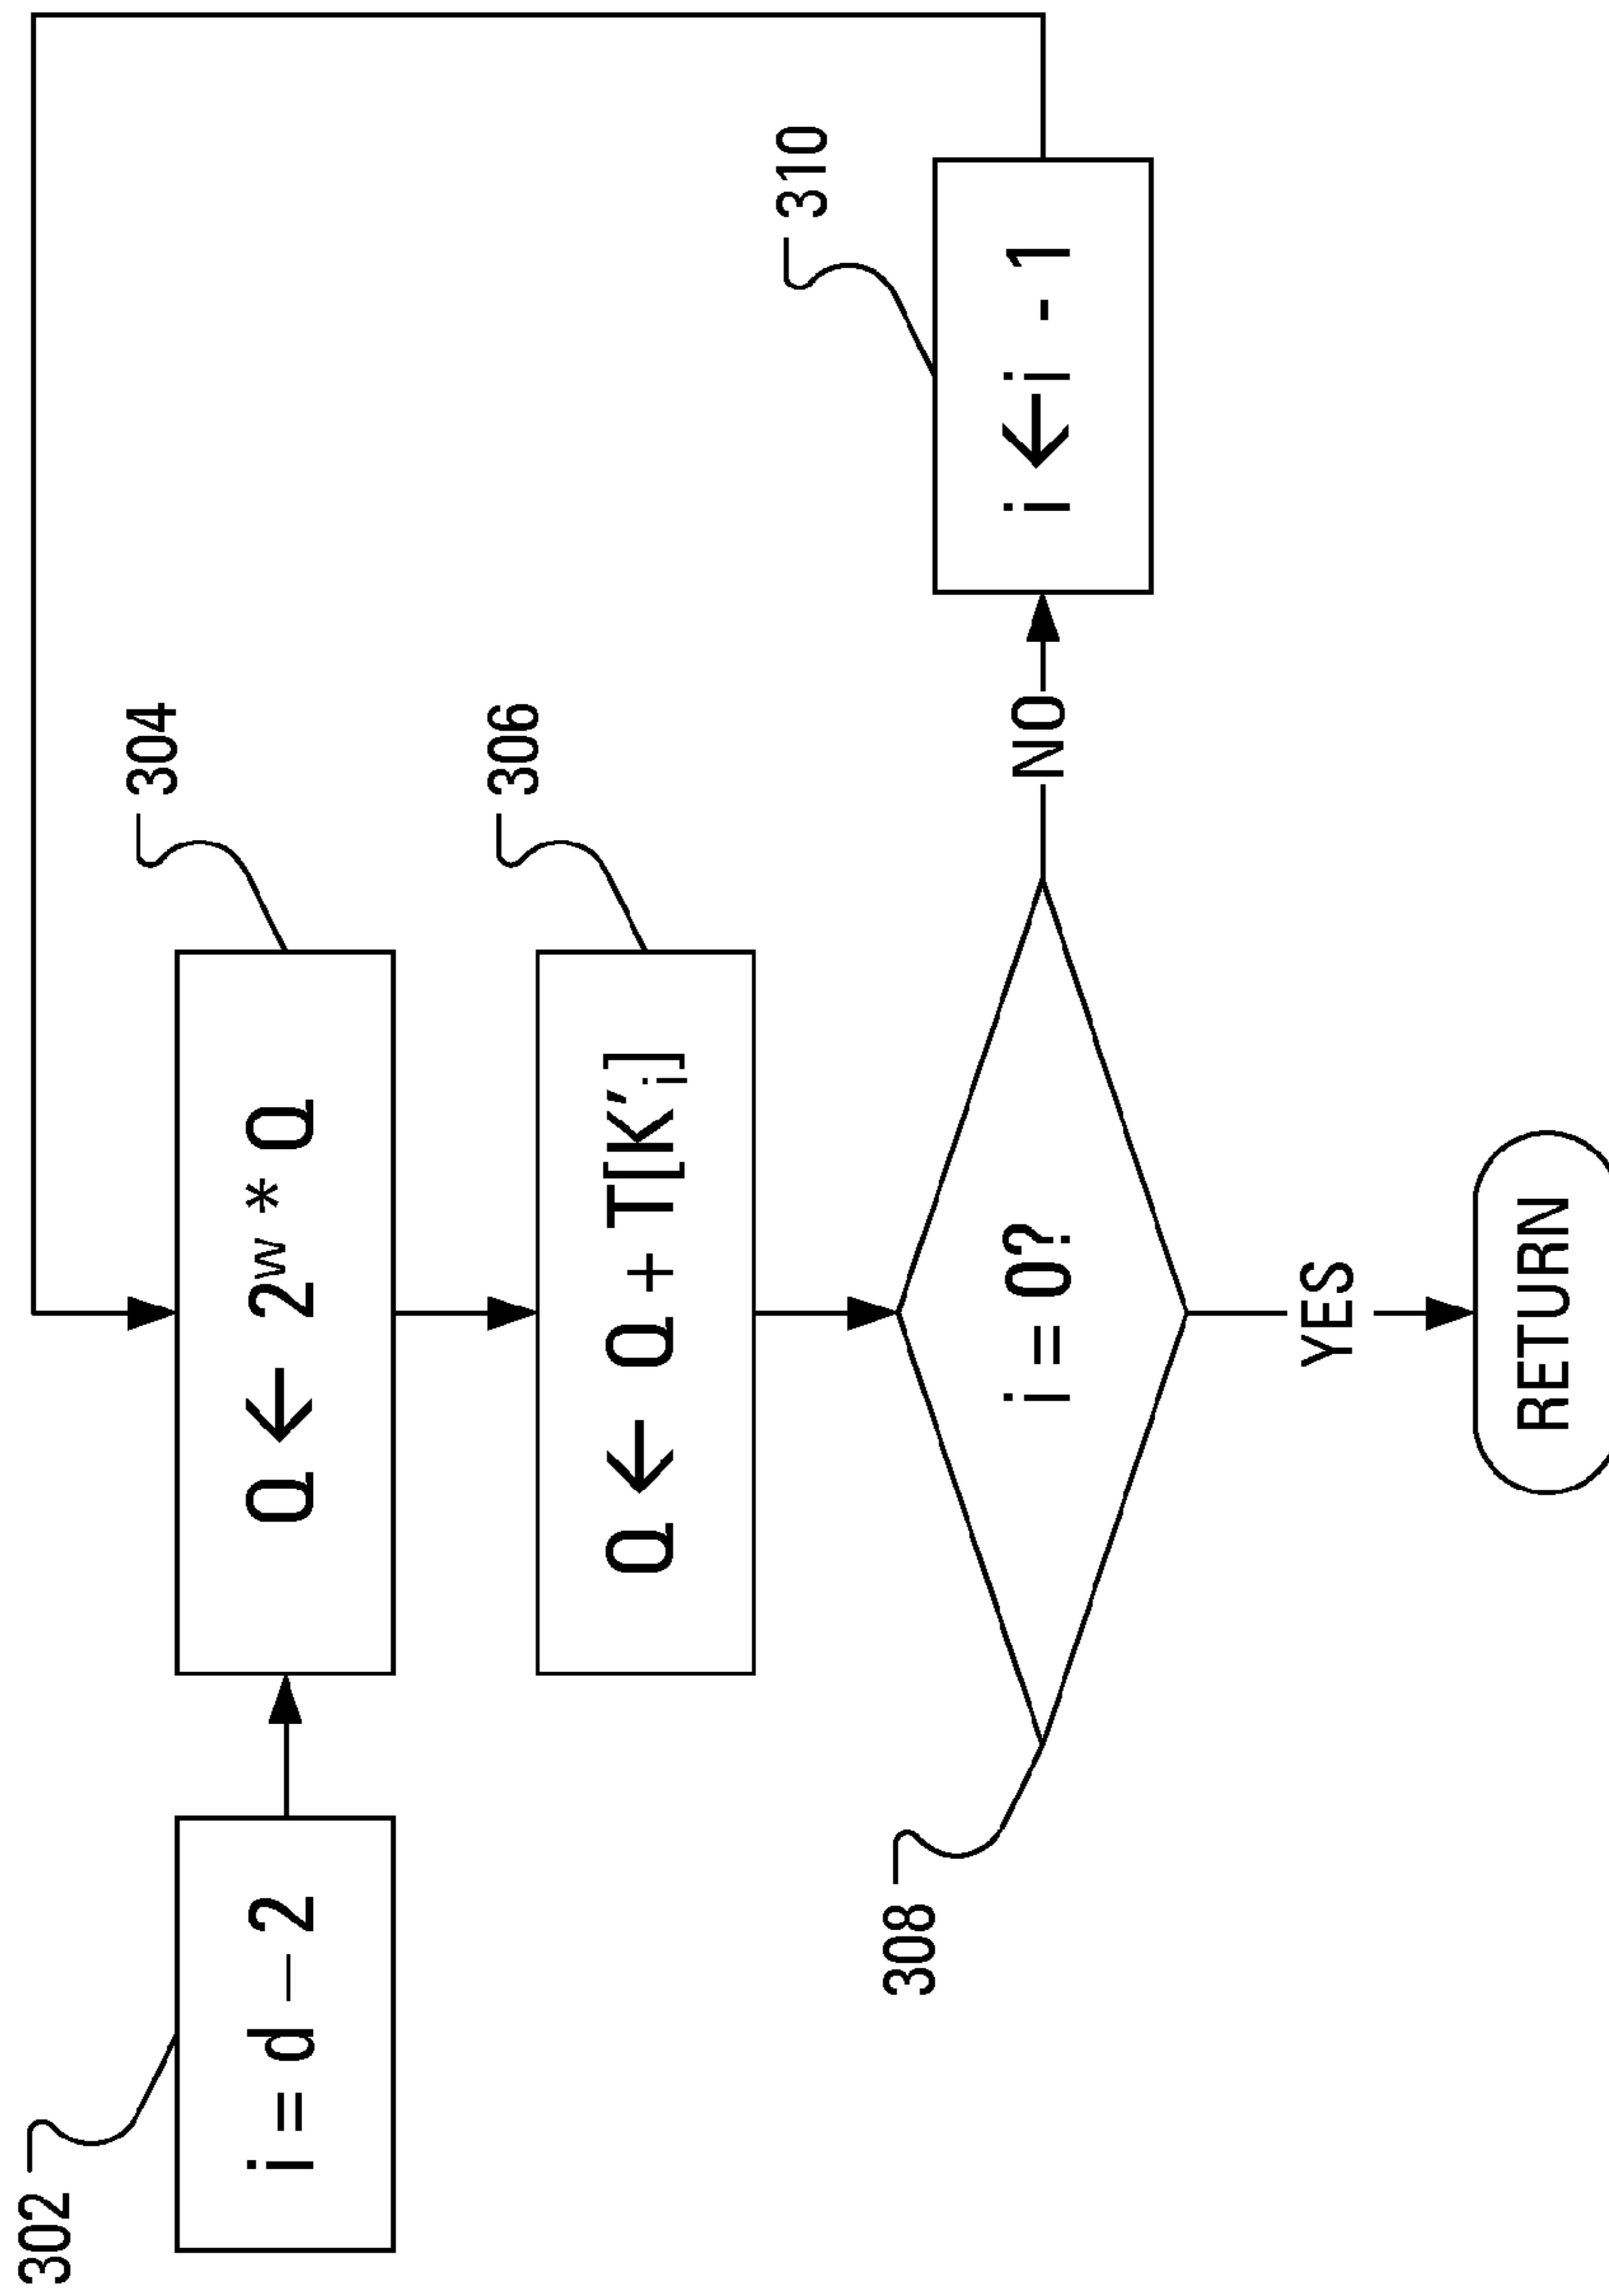 302
i = d – 2
304
Q ← 2ʷ * Q
306
Q ← Q + T[K′ᵢ]
308
i = 0?
NO
310
i ← i - 1
YES
RETURN